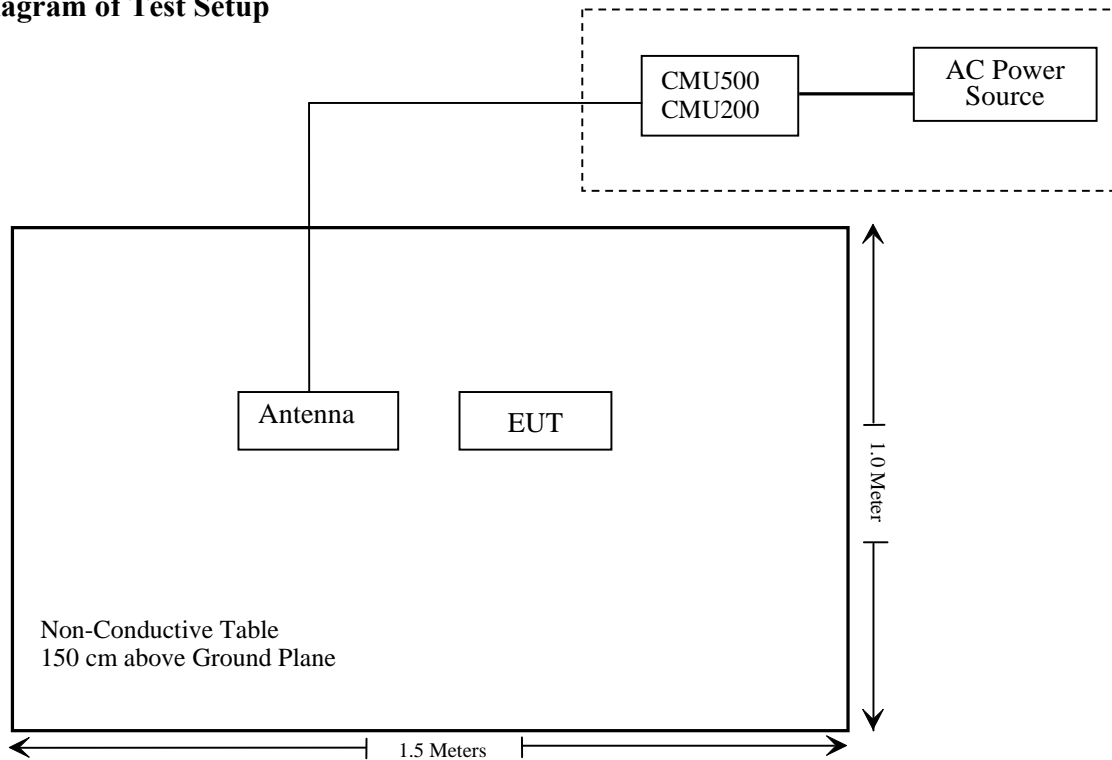 agram of Test Setup
CMU500
CMU200
AC Power
Source
Antenna
EUT
1.0 Meter
Non-Conductive Table
150 cm above Ground Plane
1.5 Meters